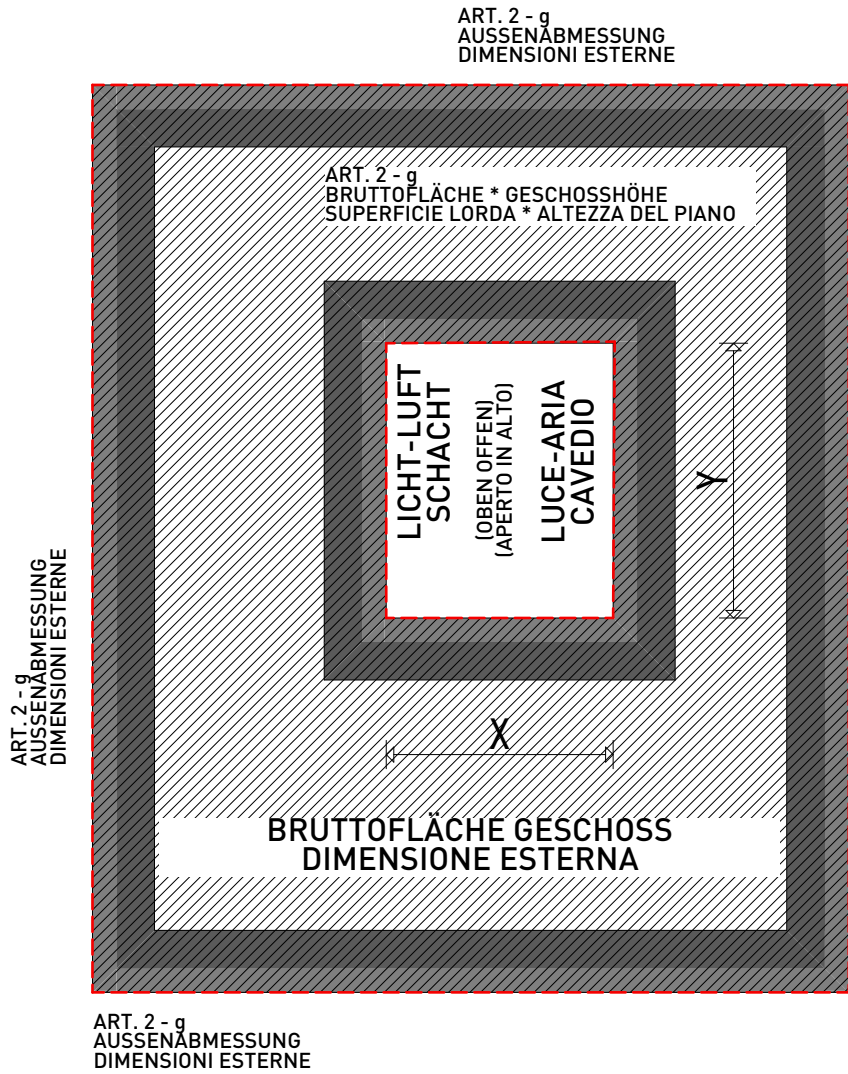 ART. 2 - g
AUSSENABMESSUNG
DIMENSIONI ESTERNE
ART. 2 - g
BRUTTOFLÄCHE * GESCHOSSHÖHE
SUPERFICIE LORDA * ALTEZZA DEL PIANO
LICHT-LUFT
SCHACHT
(OBEN OFFEN)
(APERTO IN ALTO)
LUCE-ARIA
CAVEDIO
Y
X
ART. 2 - g
AUSSENABMESSUNG
DIMENSIONI ESTERNE
BRUTTOFLÄCHE GESCHOSS
DIMENSIONE ESTERNA
ART. 2 - g
AUSSENABMESSUNG
DIMENSIONI ESTERNE